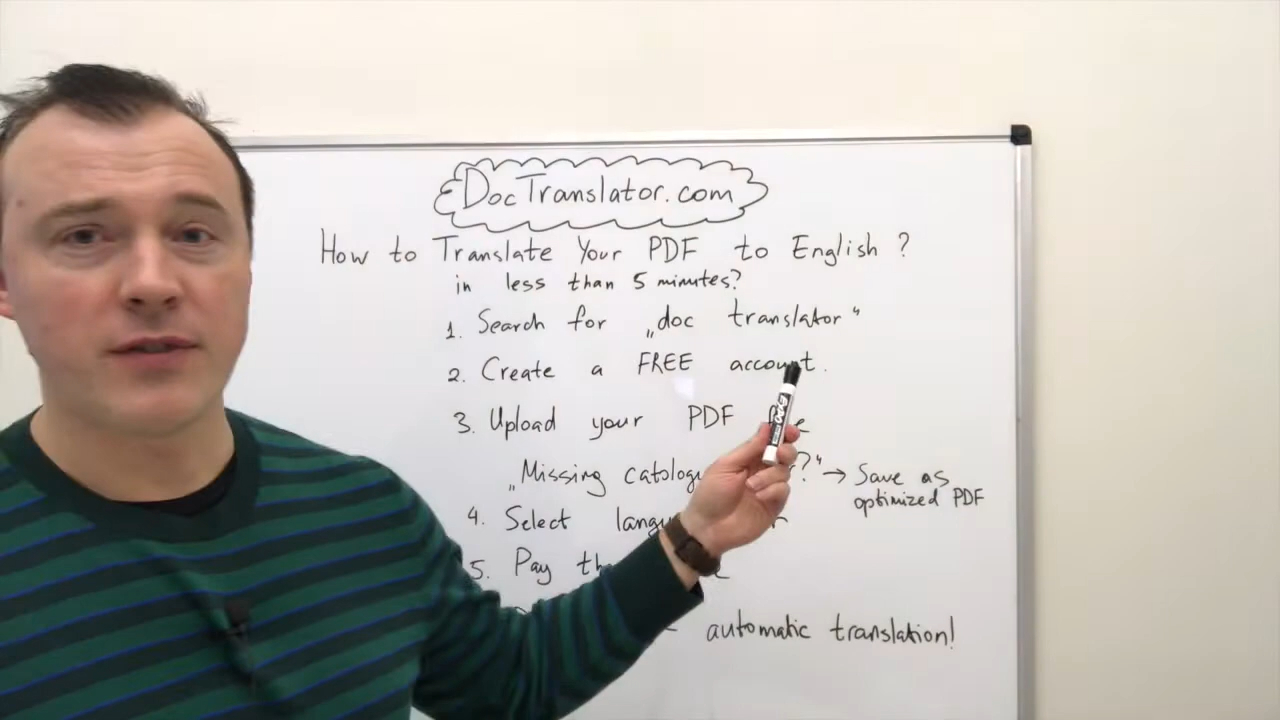 DocTranslator.com
How to Translate Your PDF to English?
in less than 5 minutes?
1. Search for „doc translator“
2. Create a FREE account.
3. Upload your PDF
„Missing → Save as
optimized PDF
4. Select
5. Pay
automatic translation!
EXPO